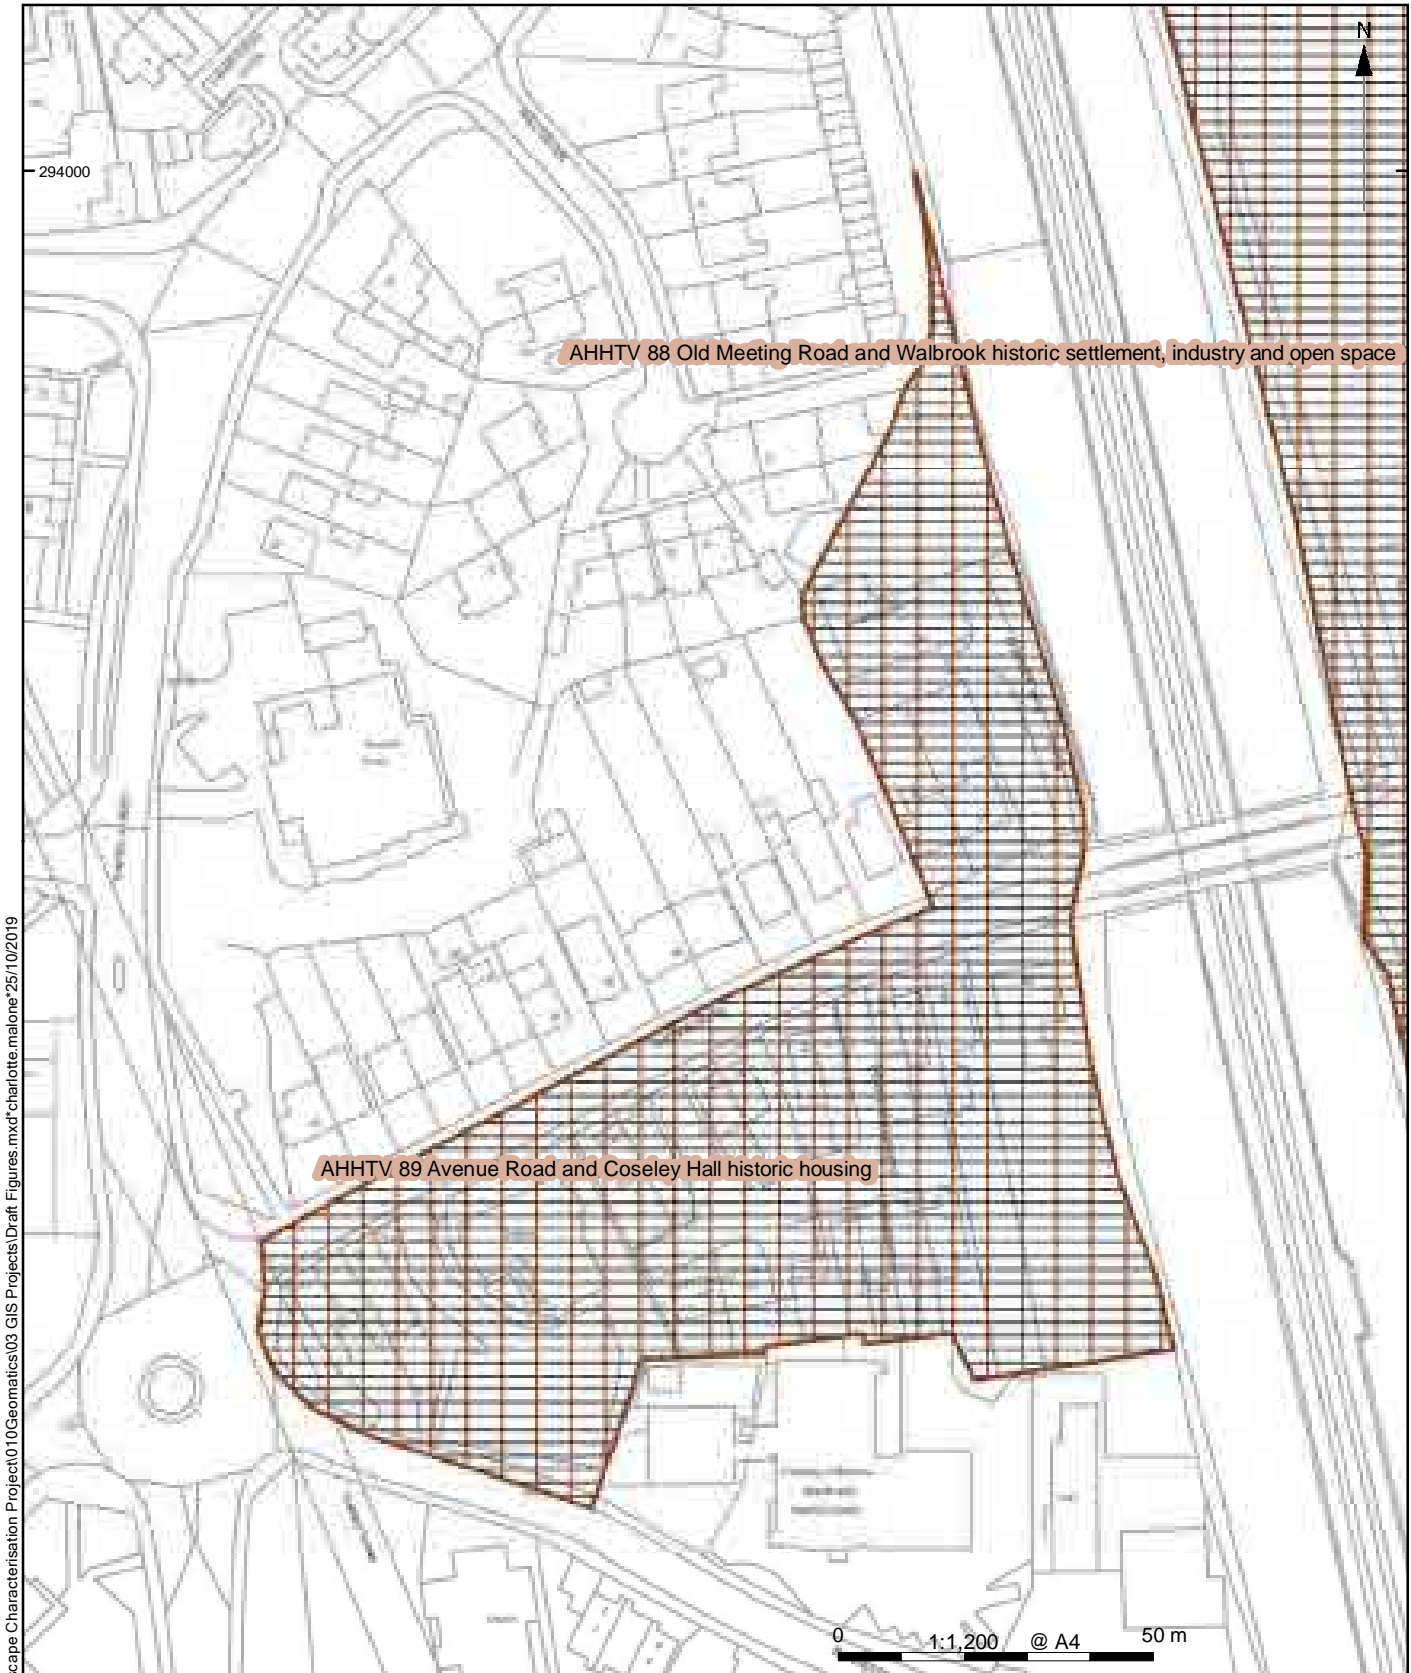 N
294000
AHHTV 88 Old Meeting Road and Walbrook historic settlement, industry and open space
AHHTV 89 Avenue Road and Coseley Hall historic housing
0 1:1,200 @ A4 50 m
cape Characterisation Project\010Geomatics\03 GIS Projects\Draft Figures.mxd*charlotte.malone*25/10/2019